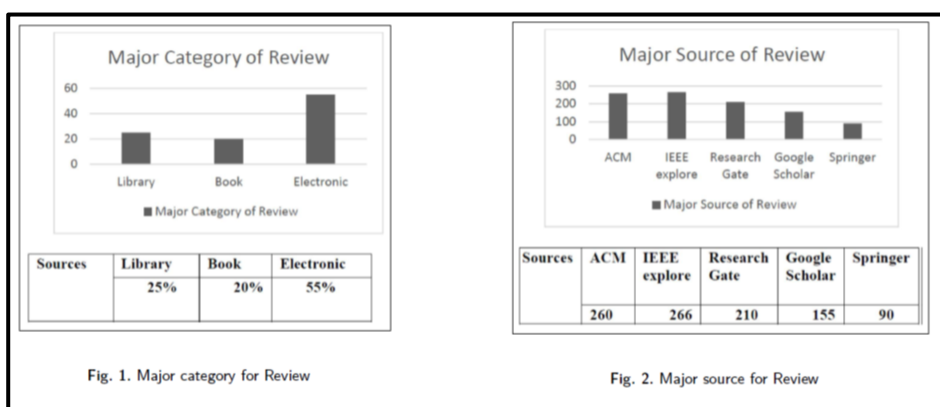 Major Category of Review
60
40
20
0
Library Book Electronic
Major Category of Review
Sources Library Book Electronic
25% 20% 55%
Fig. 1. Major category for Review
Major Source of Review
300
200
100
0
ACM IEEE Research Google Springer
explore Gate Scholar
Major Source of Review
Sources ACM IEEE Research Google Springer
explore Gate Scholar
260 266 210 155 90
Fig. 2. Major source for Review